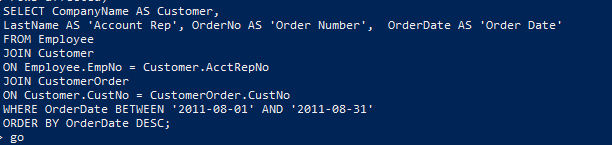 SELECT CompanyName AS Customer,
LastName AS 'Account Rep', OrderNo AS 'Order Number',  OrderDate AS 'Order Date'
FROM Employee
JOIN Customer
ON Employee.EmpNo = Customer.AcctRepNo
JOIN CustomerOrder
ON Customer.CustNo = CustomerOrder.CustNo
WHERE OrderDate BETWEEN '2011-08-01' AND '2011-08-31'
ORDER BY OrderDate DESC;
> go